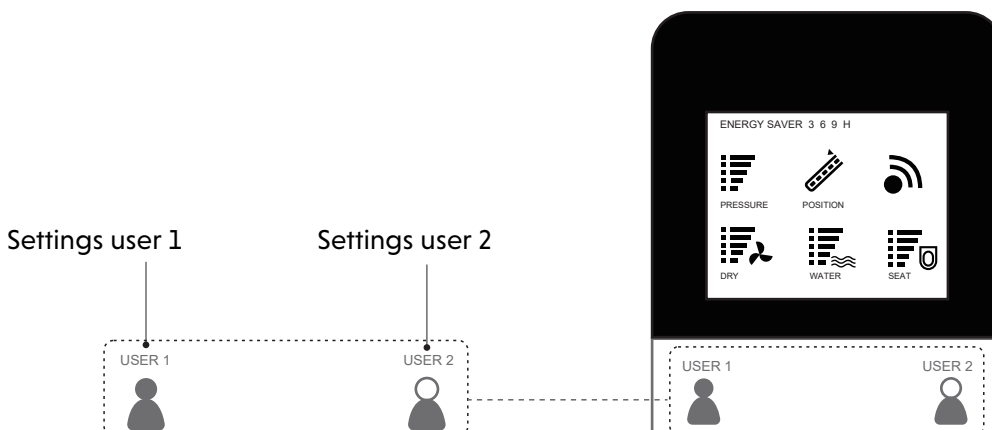 ENERGY SAVER 3 6 9 H
PRESSURE POSITION
DRY WATER SEAT
Settings user 1 Settings user 2
USER 1 USER 2
USER 1 USER 2